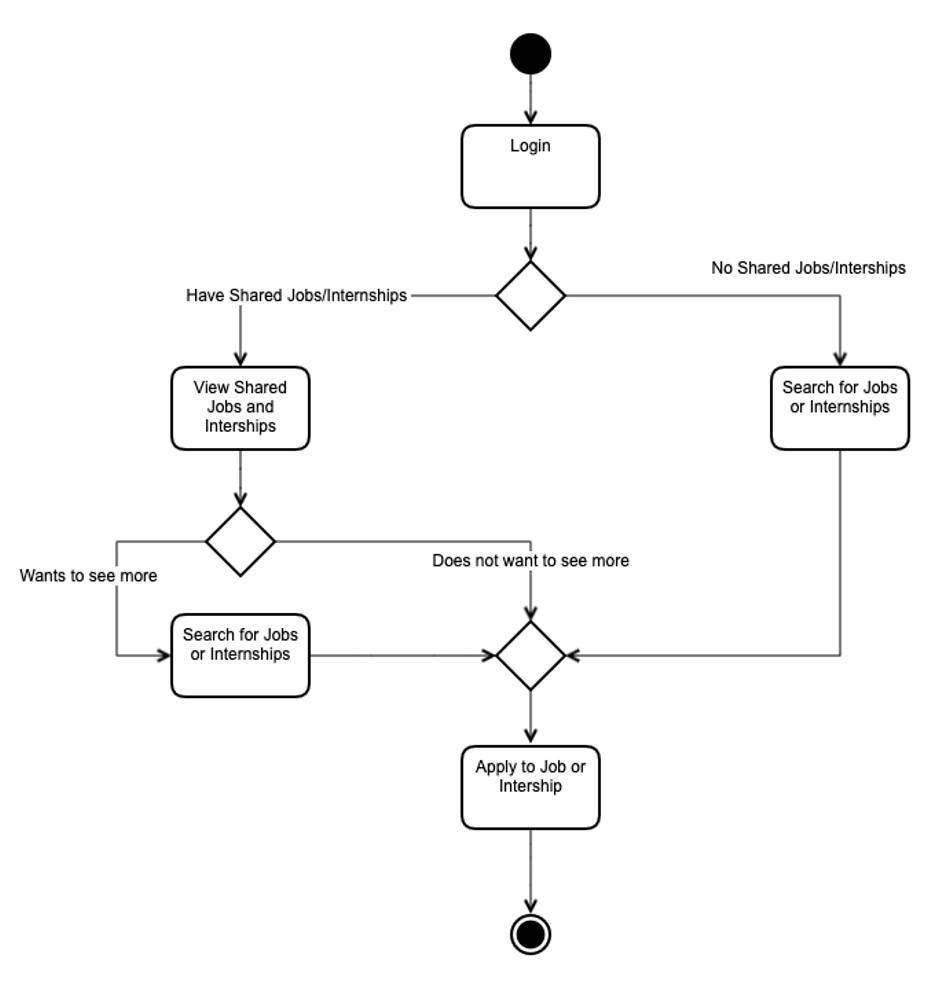 Login
No Shared Jobs/Interships
Have Shared Jobs/Internships
View Shared
Jobs and
Interships
Search for Jobs
or Internships
Does not want to see more
Wants to see more
Search for Jobs
or Internships
Apply to Job or
Intership